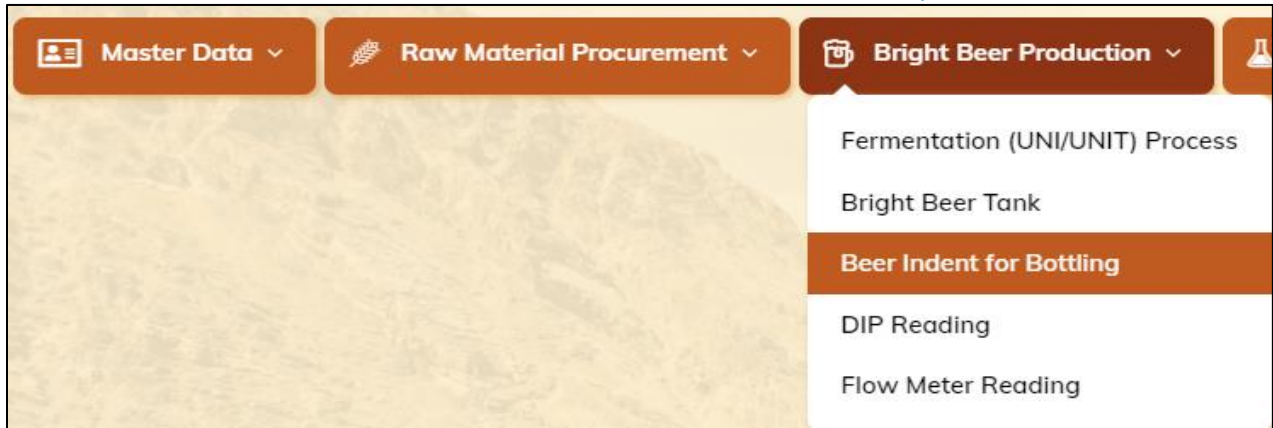 Master Data
Raw Material Procurement
Bright Beer Production
Fermentation (UNI/UNIT) Process
Bright Beer Tank
Beer Indent for Bottling
DIP Reading
Flow Meter Reading